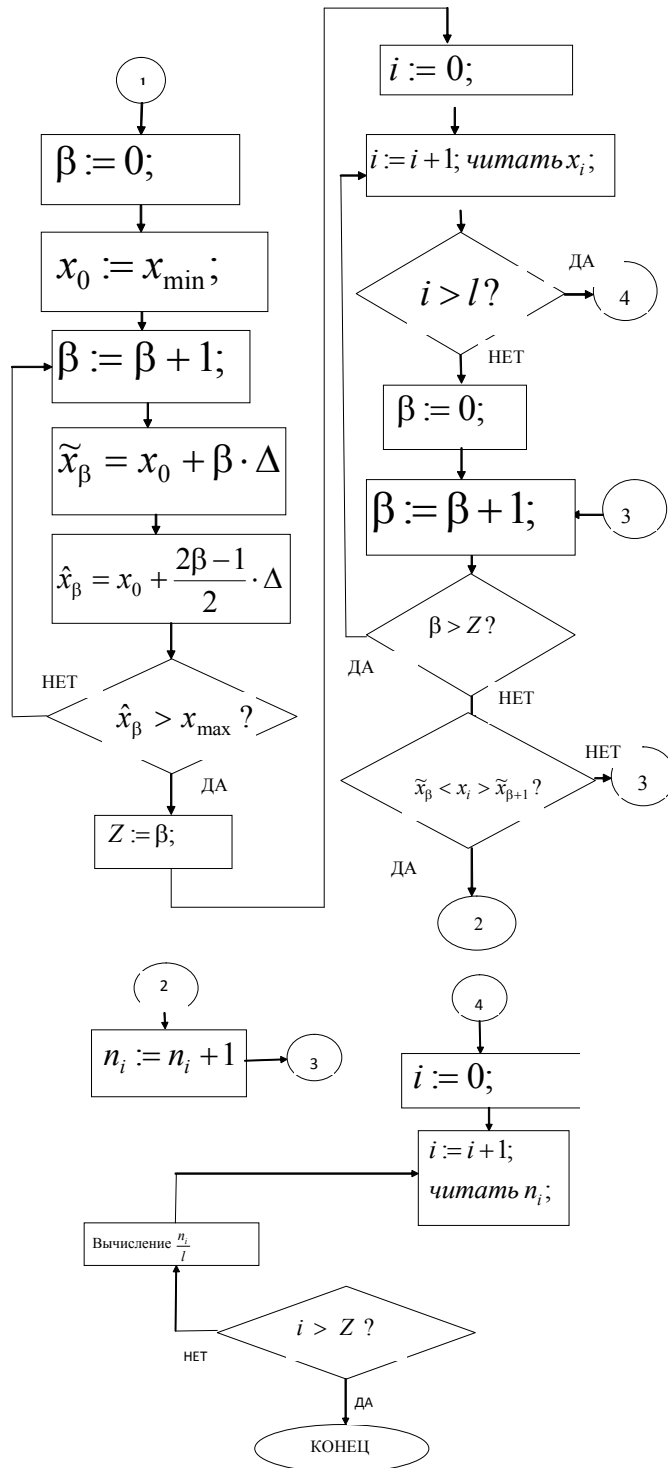 1
β := 0;
x₀ := x_min;
β := β + 1;
x̃_β = x₀ + β · Δ
x̂_β = x₀ + (2β − 1)/2 · Δ
НЕТ
x̂_β > x_max ?
ДА
Z := β;
i := 0;
i := i + 1; читать x_i;
ДА
i > l?
4
НЕТ
β := 0;
β := β + 1;
3
β > Z?
ДА
НЕТ
НЕТ
x̃_β < x_i > x̃_β+1?
3
ДА
2
2
n_i := n_i + 1
3
4
i := 0;
i := i + 1;
читать n_i;
Вычисление n_i/l
i > Z ?
НЕТ
ДА
КОНЕЦ